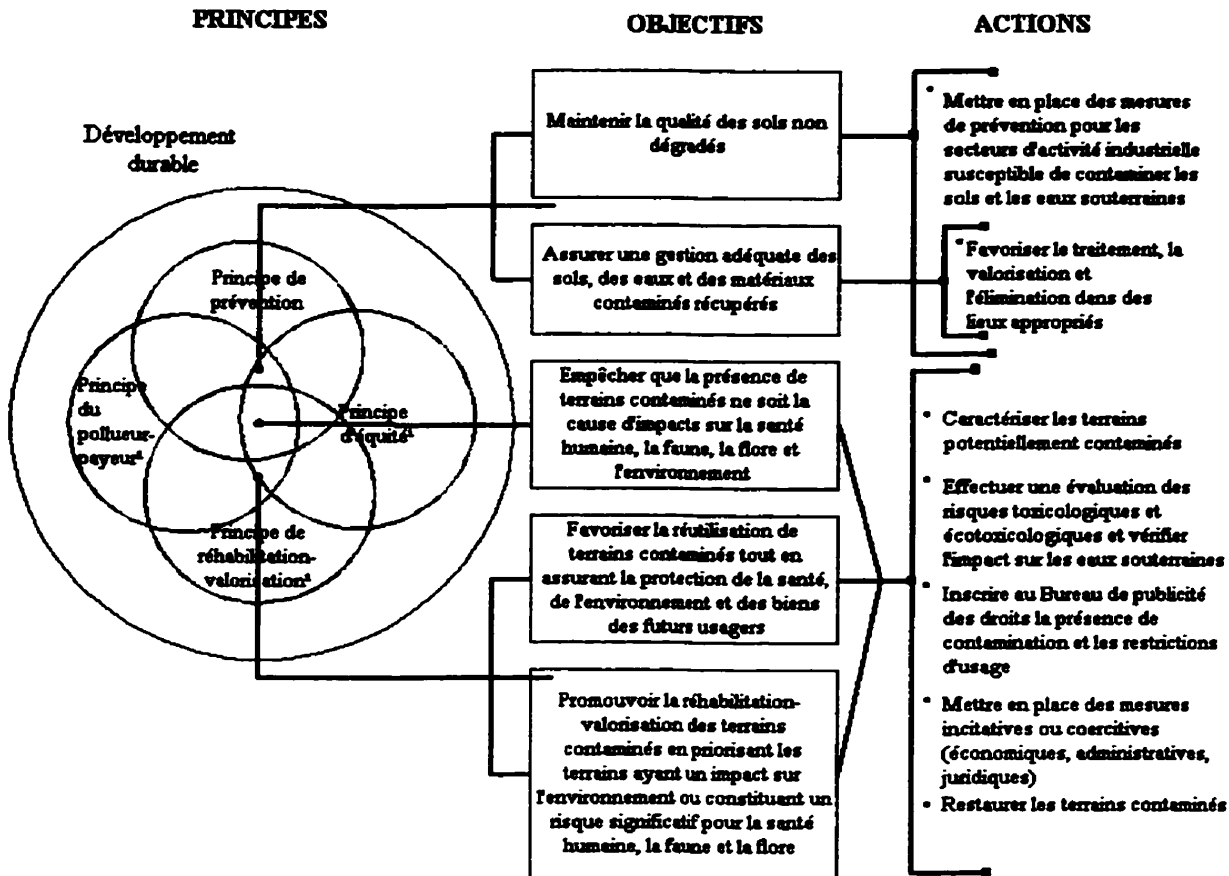 PRINCIPES
OBJECTIFS
ACTIONS
Développement
durable
Principe de
prévention
Principe
du
pollueur-
payeur²
Principe
d'équité¹
Principe de
réhabilitation-
valorisation²
Maintenir la qualité des sols non
dégradés
Assurer une gestion adéquate des
sols, des eaux et des matériaux
contaminés récupérés
Empêcher que la présence de
terrains contaminés ne soit la
cause d'impacts sur la santé
humaine, la faune, la flore et
l'environnement
Favoriser la réutilisation de
terrains contaminés tout en
assurant la protection de la santé,
de l'environnement et des biens
des futurs usagers
Promouvoir la réhabilitation-
valorisation des terrains
contaminés en priorisant les
terrains ayant un impact sur
l'environnement ou constituant un
risque significatif pour la santé
humaine, la faune et la flore
• Mettre en place des mesures
de prévention pour les
secteurs d'activité industrielle
susceptible de contaminer les
sols et les eaux souterraines
• Favoriser le traitement, la
valorisation et
l'élimination dans des
lieux appropriés
• Caractériser les terrains
potentiellement contaminés
• Effectuer une évaluation des
risques toxicologiques et
écotoxicologiques et vérifier
l'impact sur les eaux souterraines
• Inscrire au Bureau de publicité
des droits la présence de
contamination et les restrictions
d'usage
• Mettre en place des mesures
incitatives ou coercitives
(économiques, administratives,
juridiques)
• Restaurer les terrains contaminés